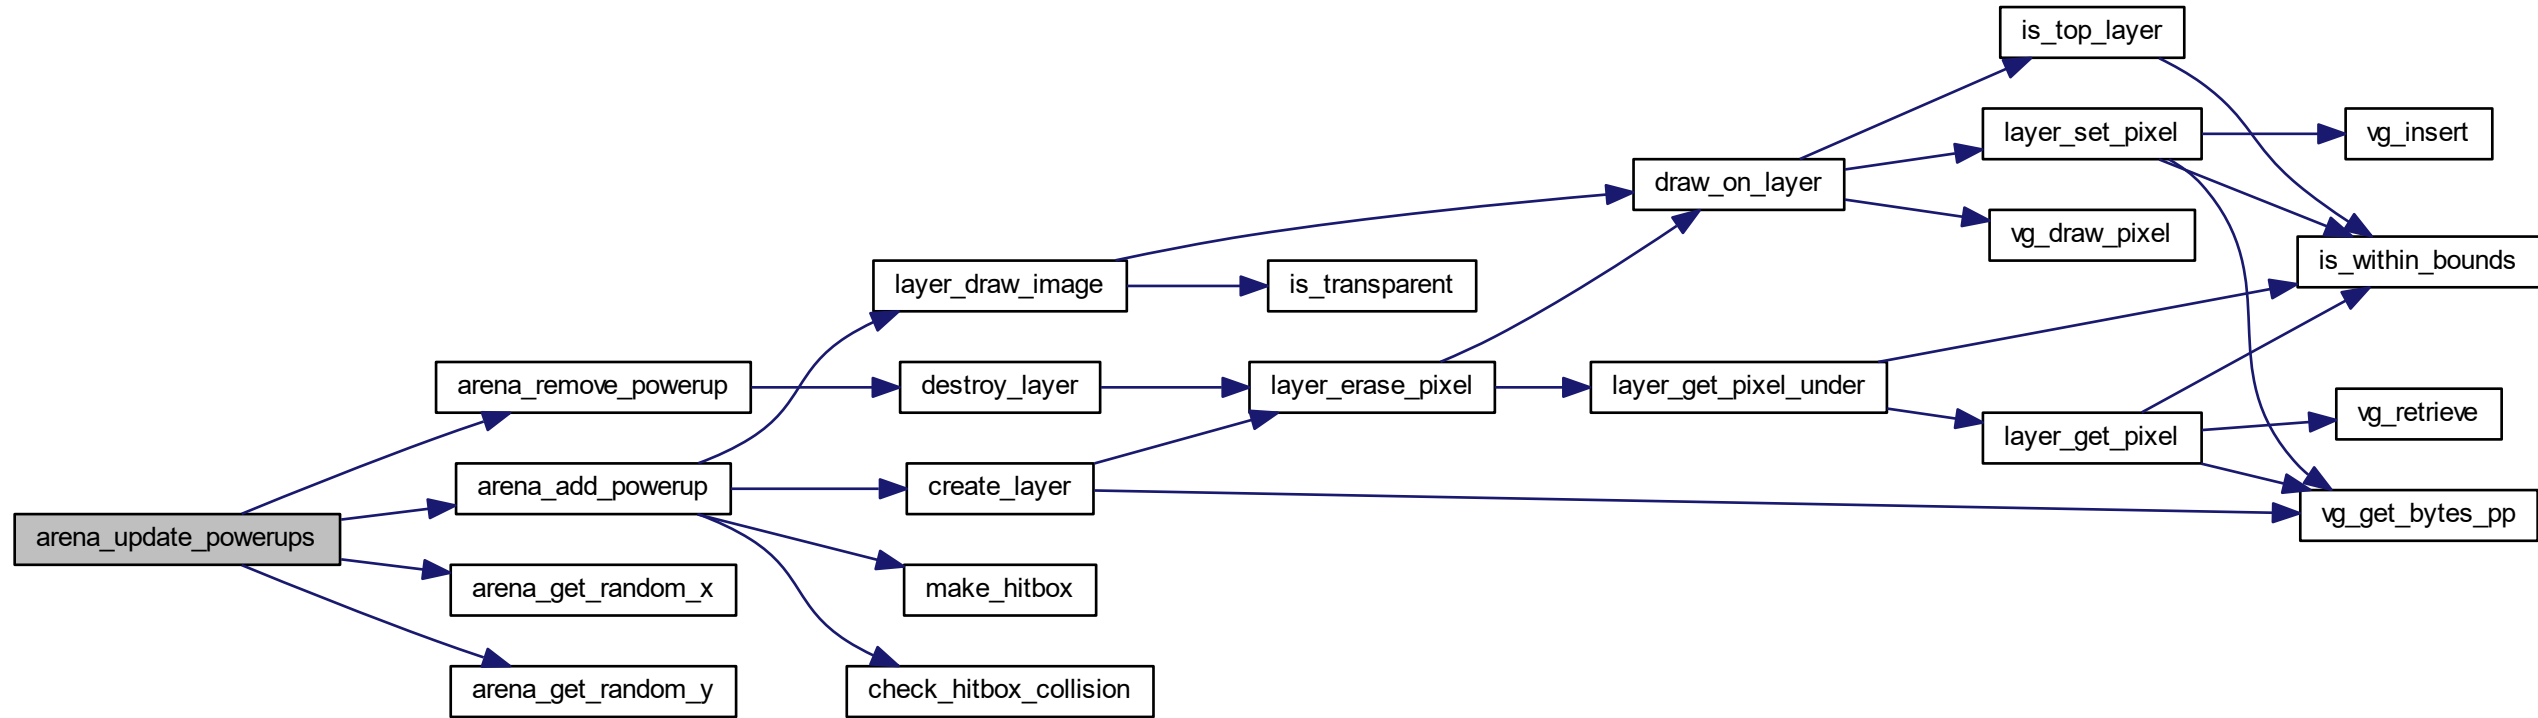 is_top_layer
layer_set_pixel
vg_insert
draw_on_layer
vg_draw_pixel
is_within_bounds
layer_draw_image
is_transparent
arena_remove_powerup
destroy_layer
layer_erase_pixel
layer_get_pixel_under
vg_retrieve
layer_get_pixel
arena_add_powerup
create_layer
vg_get_bytes_pp
arena_update_powerups
arena_get_random_x
make_hitbox
arena_get_random_y
check_hitbox_collision